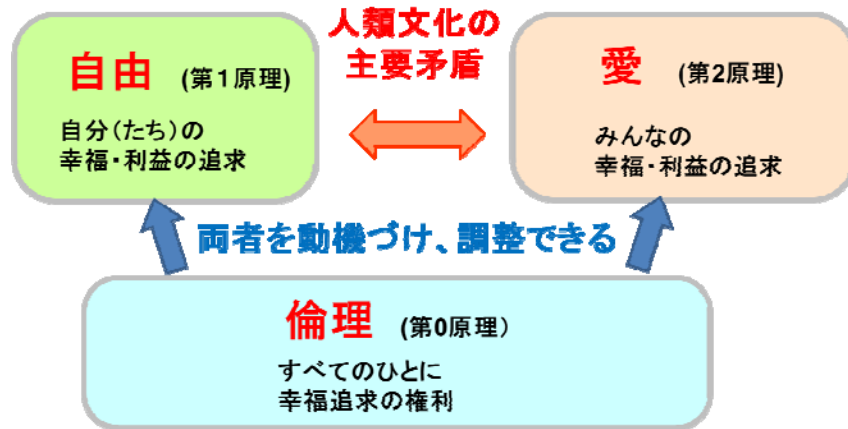 人類文化の
主要矛盾
自由 (第1原理)
自分(たち)の
幸福・利益の追求
愛 (第2原理)
みんなの
幸福・利益の追求
両者を動機づけ、調整できる
倫理 (第0原理)
すべてのひとに
幸福追求の権利